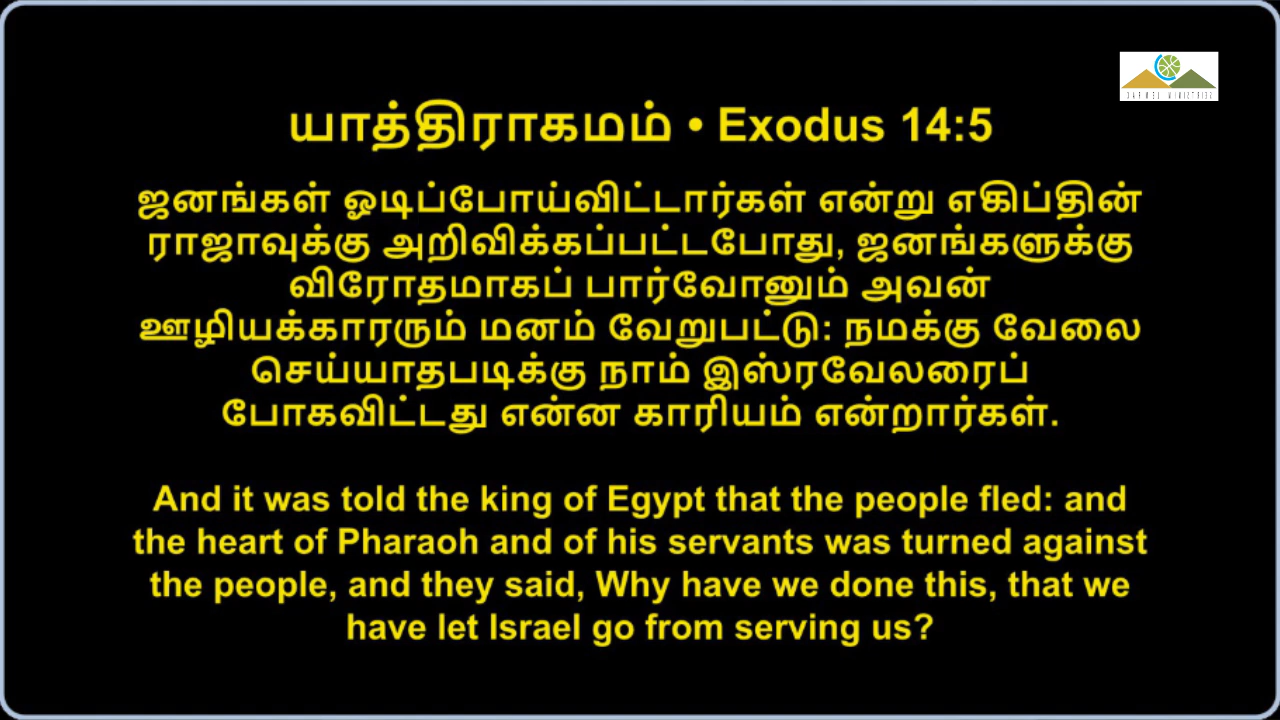 யாத்திராகமம் • Exodus 14:5
ஜனங்கள் ஓடிப்போய்விட்டார்கள் என்று எகிப்தின்
ராஜாவுக்கு அறிவிக்கப்பட்டபோது, ஜனங்களுக்கு
விரோதமாகப் பார்வோனும் அவன்
ஊழியக்காரரும் மனம் வேறுபட்டு: நமக்கு வேலை
செய்யாதபடிக்கு நாம் இஸ்ரவேலரைப்
போகவிட்டது என்ன காரியம் என்றார்கள்.
And it was told the king of Egypt that the people fled: and
the heart of Pharaoh and of his servants was turned against
the people, and they said, Why have we done this, that we
have let Israel go from serving us?